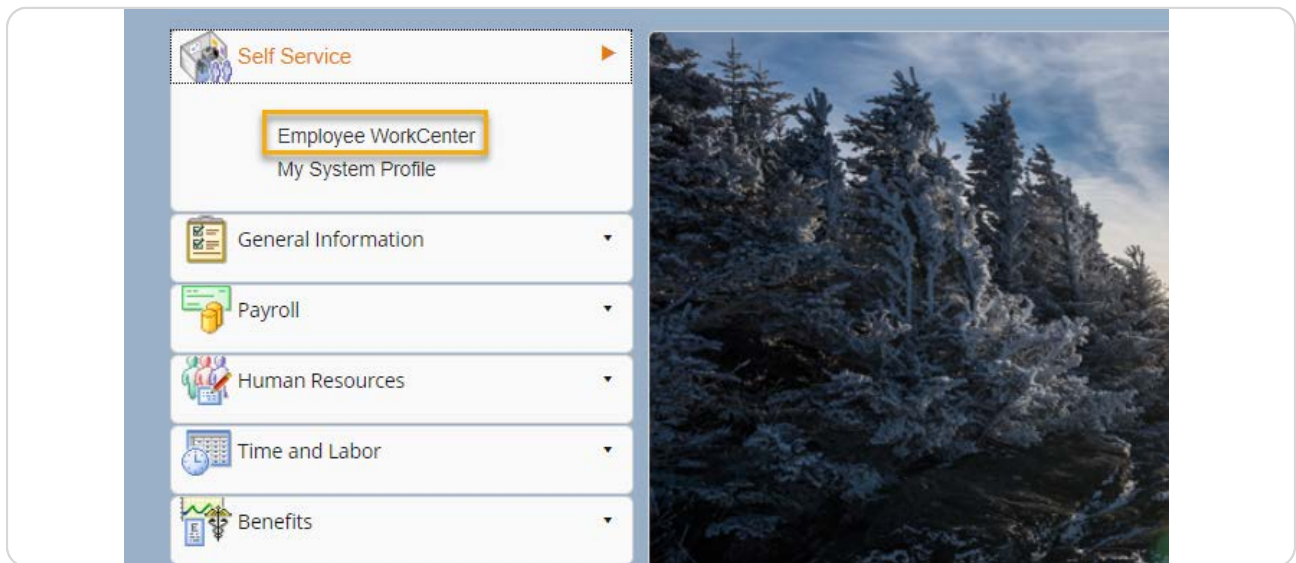 Self Service
Employee WorkCenter
My System Profile
General Information
Payroll
Human Resources
Time and Labor
Benefits